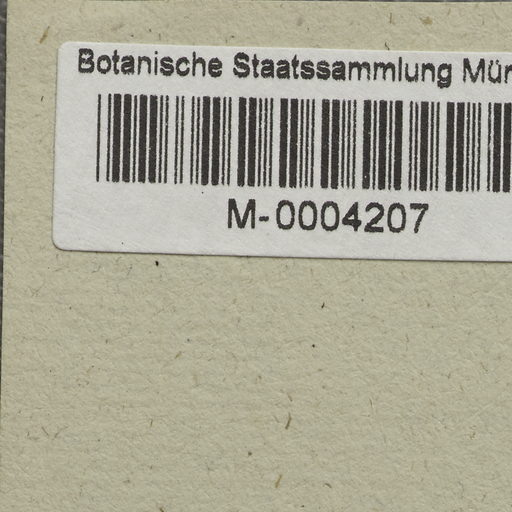 Botanische Staatssammlung Mün
M-0004207